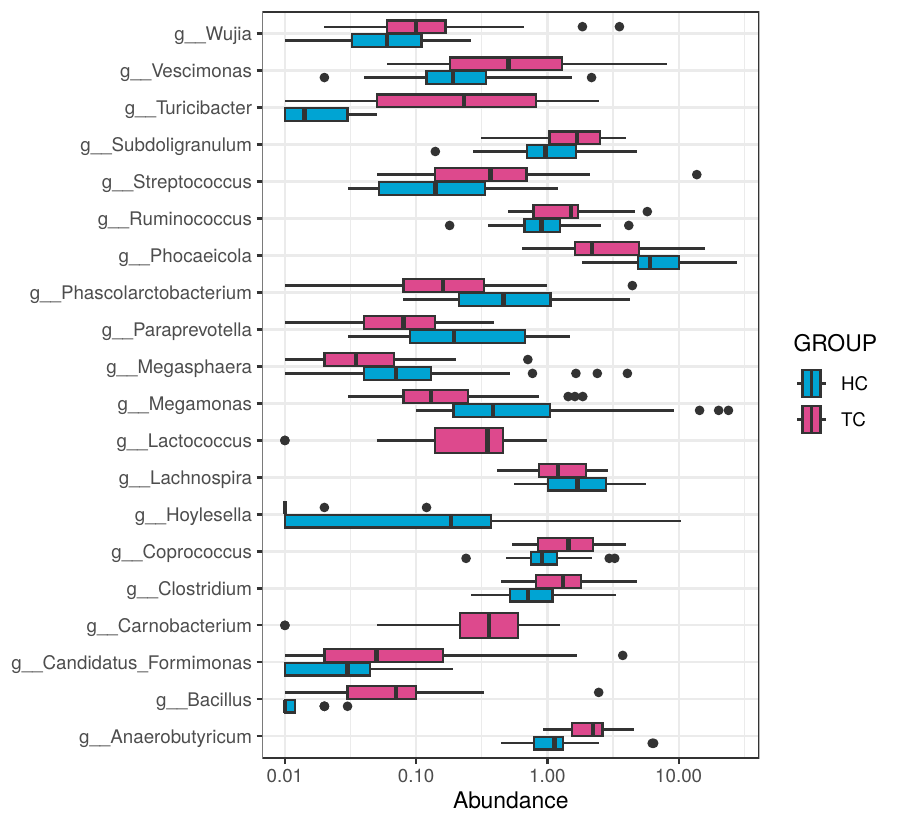 g__Wujia
g__Vescimonas
g__Turicibacter
g__Subdoligranulum
g__Streptococcus
g__Ruminococcus
g__Phocaeicola
g__Phascolarctobacterium
g__Paraprevotella
g__Megasphaera
g__Megamonas
g__Lactococcus
g__Lachnospira
g__Hoylesella
g__Coprococcus
g__Clostridium
g__Carnobacterium
g__Candidatus_Formimonas
g__Bacillus
g__Anaerobutyricum
0.01 0.10 1.00 10.00
Abundance
GROUP
HC
TC